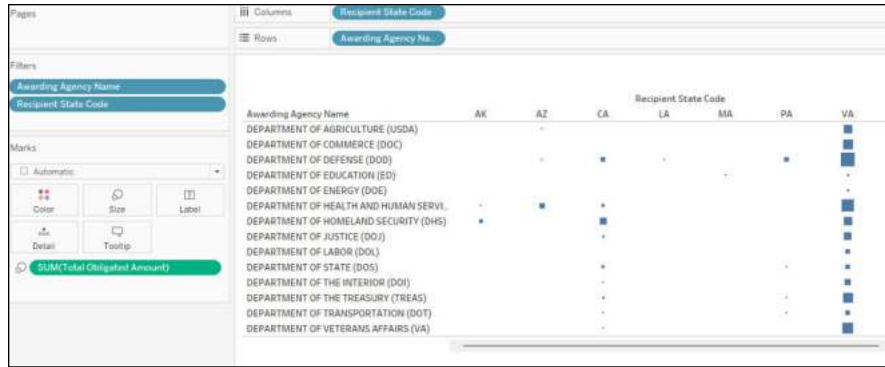 Pages
Columns
Recipient State Code
Rows
Awarding Agency Na..
Filters
Awarding Agency Name
Recipient State Code
Marks
Automatic
Color
Size
Label
Detail
Tooltip
SUM(Total Obligated Amount)
Recipient State Code
Awarding Agency Name AK AZ CA LA MA PA VA
DEPARTMENT OF AGRICULTURE (USDA)
DEPARTMENT OF COMMERCE (DOC)
DEPARTMENT OF DEFENSE (DOD)
DEPARTMENT OF EDUCATION (ED)
DEPARTMENT OF ENERGY (DOE)
DEPARTMENT OF HEALTH AND HUMAN SERVI..
DEPARTMENT OF HOMELAND SECURITY (DHS)
DEPARTMENT OF JUSTICE (DOJ)
DEPARTMENT OF LABOR (DOL)
DEPARTMENT OF STATE (DOS)
DEPARTMENT OF THE INTERIOR (DOI)
DEPARTMENT OF THE TREASURY (TREAS)
DEPARTMENT OF TRANSPORTATION (DOT)
DEPARTMENT OF VETERANS AFFAIRS (VA)